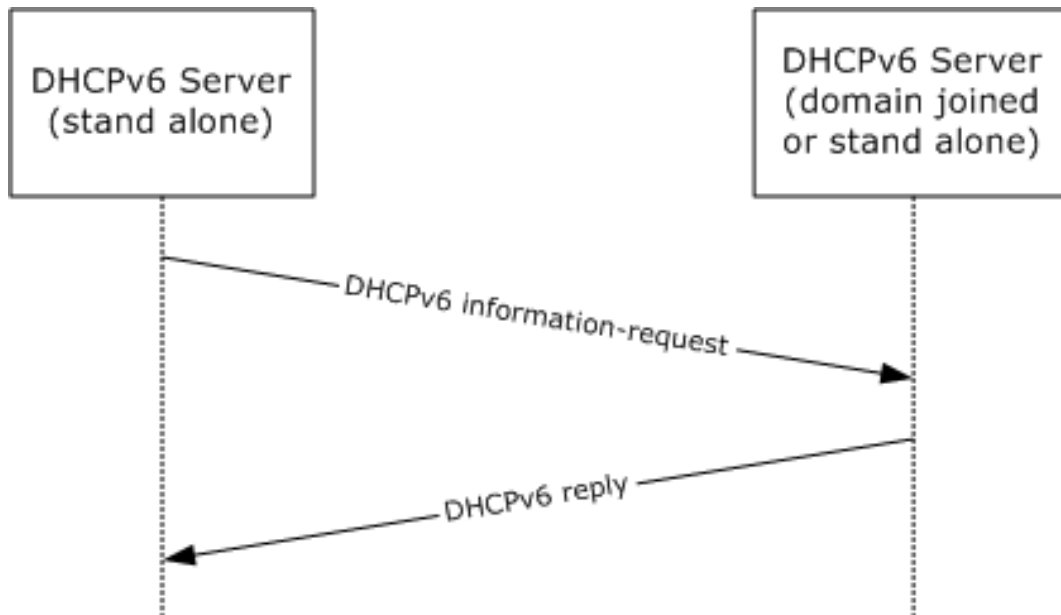 DHCPv6 Server
(stand alone)
DHCPv6 Server
(domain joined
or stand alone)
DHCPv6 information-request
DHCPv6 reply